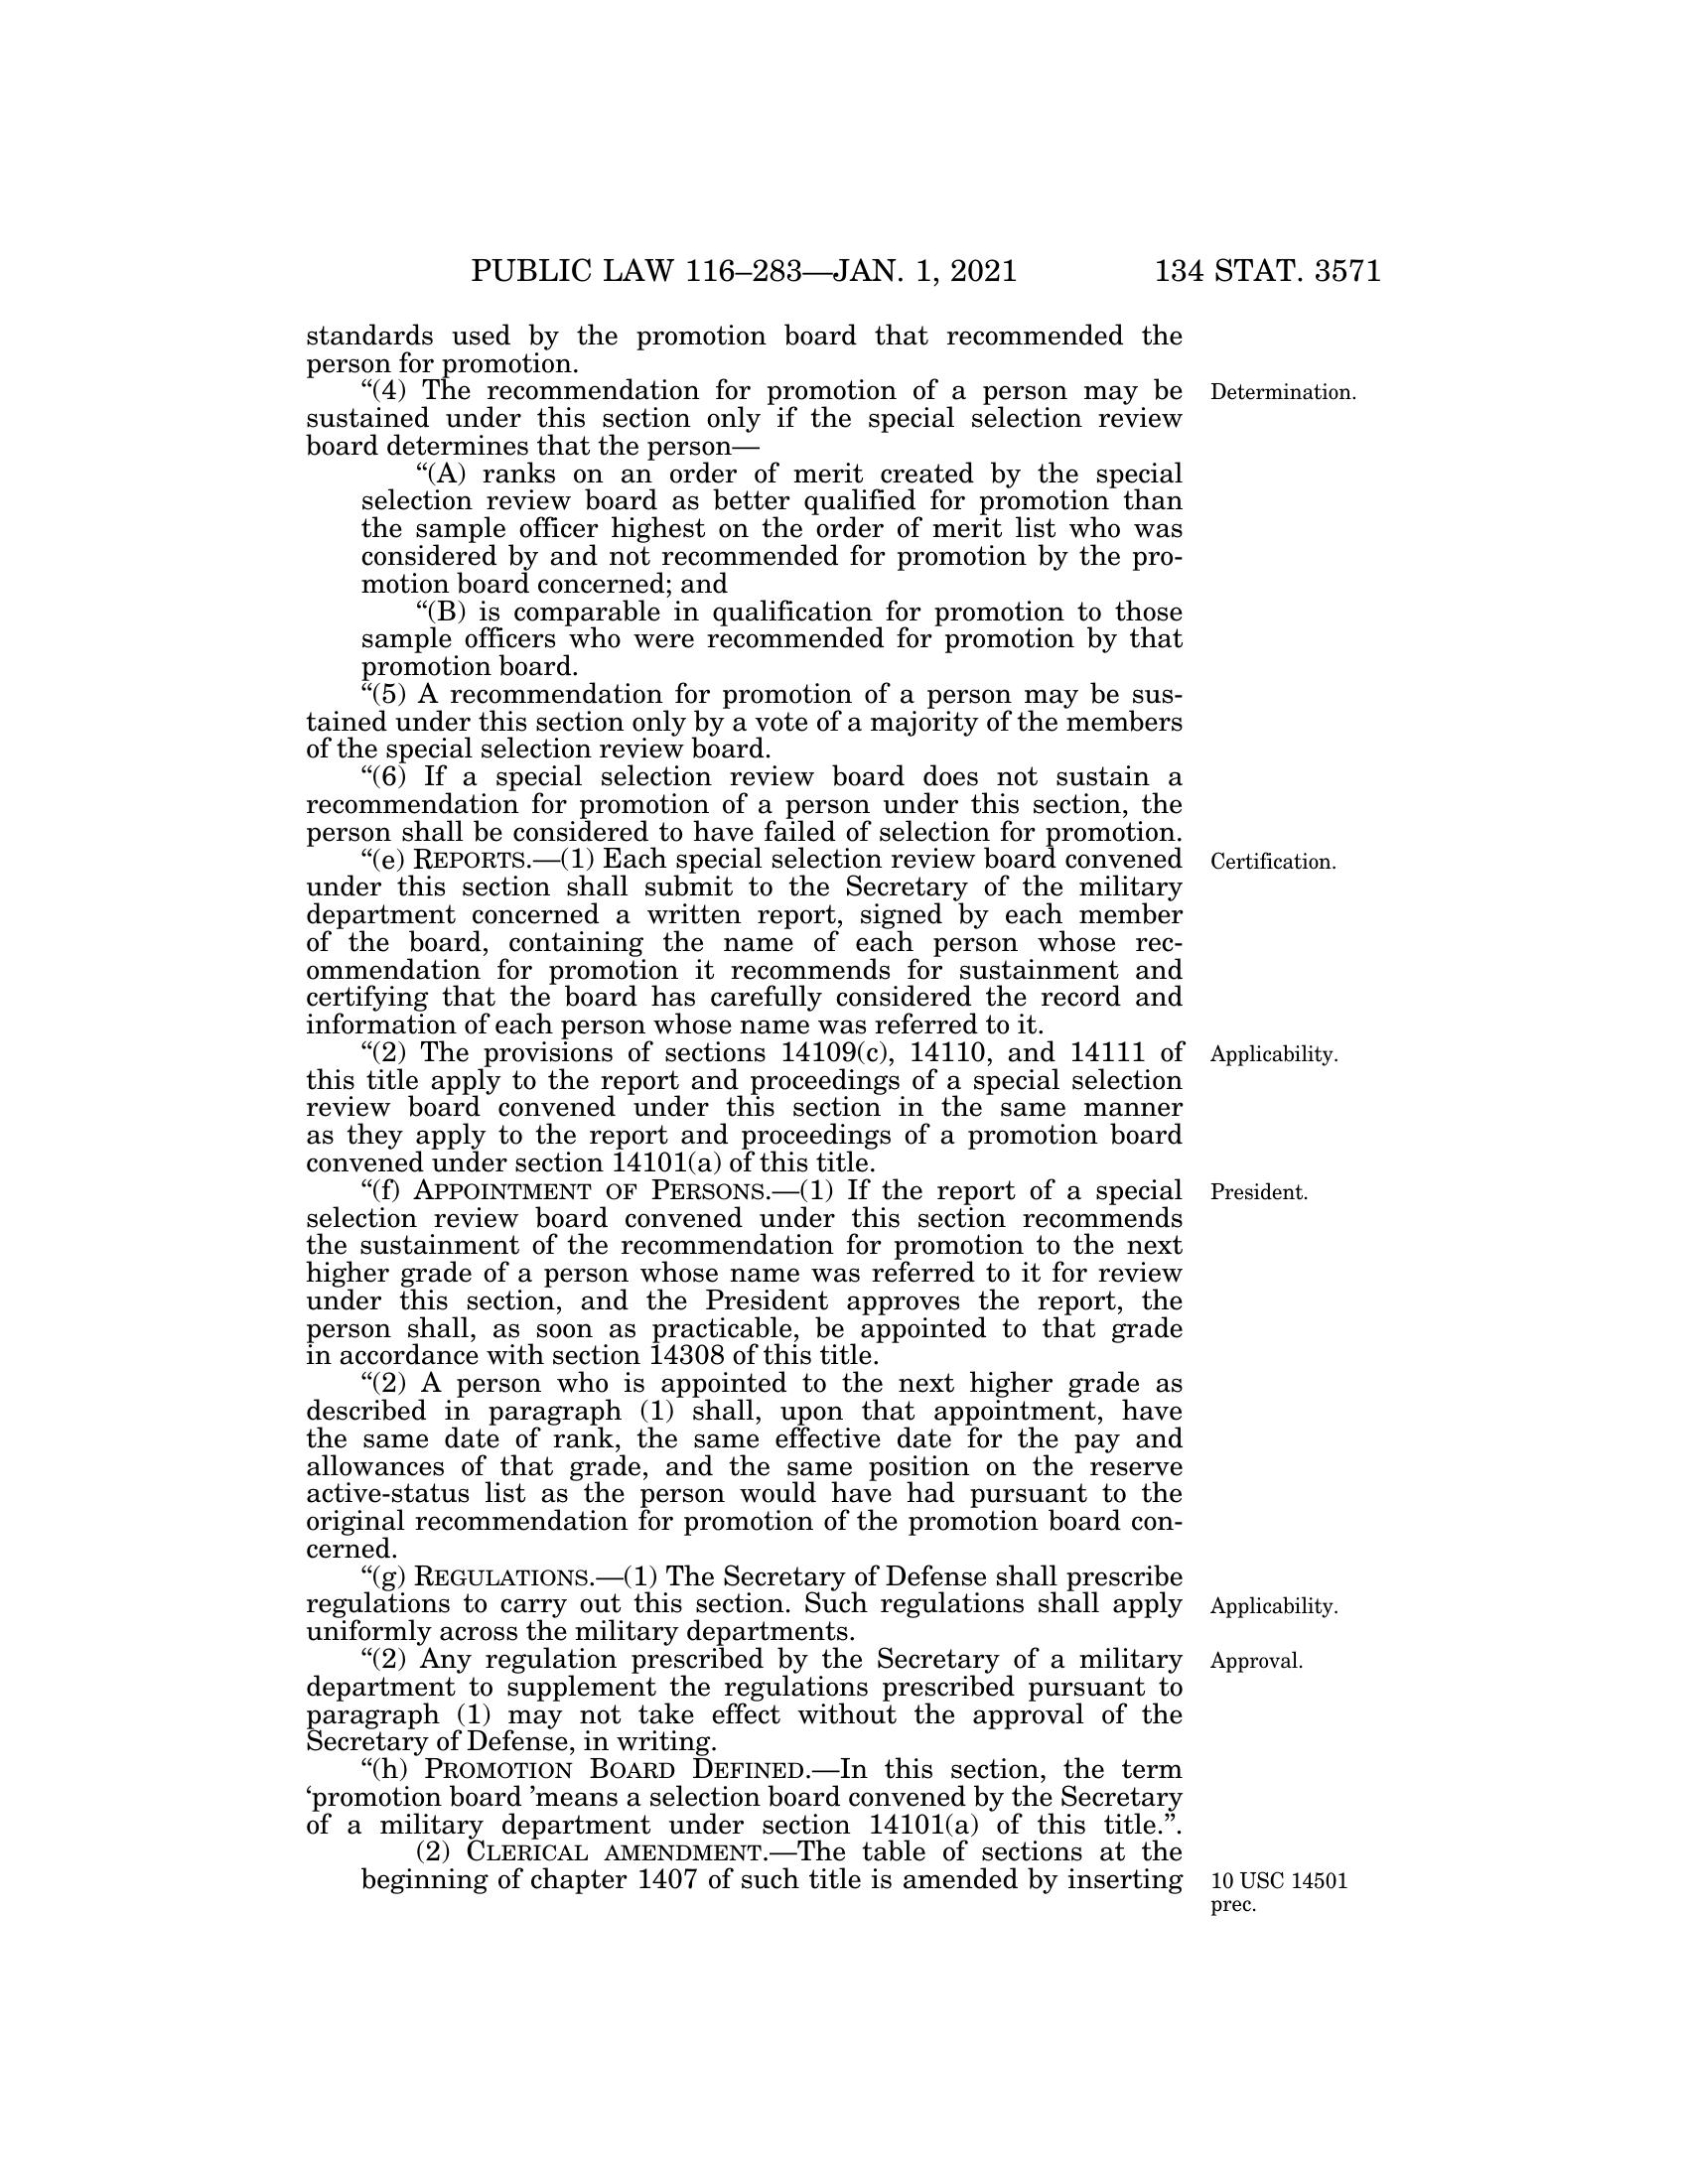 PUBLIC LAW 116–283—JAN. 1, 2021 134 STAT. 3571
standards used by the promotion board that recommended the
person for promotion.
“(4) The recommendation for promotion of a person may be
sustained under this section only if the special selection review
board determines that the person—
“(A) ranks on an order of merit created by the special
selection review board as better qualified for promotion than
the sample officer highest on the order of merit list who was
considered by and not recommended for promotion by the pro-
motion board concerned; and
“(B) is comparable in qualification for promotion to those
sample officers who were recommended for promotion by that
promotion board.
“(5) A recommendation for promotion of a person may be sus-
tained under this section only by a vote of a majority of the members
of the special selection review board.
“(6) If a special selection review board does not sustain a
recommendation for promotion of a person under this section, the
person shall be considered to have failed of selection for promotion.
“(e) REPORTS.—(1) Each special selection review board convened
under this section shall submit to the Secretary of the military
department concerned a written report, signed by each member
of the board, containing the name of each person whose rec-
ommendation for promotion it recommends for sustainment and
certifying that the board has carefully considered the record and
information of each person whose name was referred to it.
“(2) The provisions of sections 14109(c), 14110, and 14111 of
this title apply to the report and proceedings of a special selection
review board convened under this section in the same manner
as they apply to the report and proceedings of a promotion board
convened under section 14101(a) of this title.
“(f) APPOINTMENT OF PERSONS.—(1) If the report of a special
selection review board convened under this section recommends
the sustainment of the recommendation for promotion to the next
higher grade of a person whose name was referred to it for review
under this section, and the President approves the report, the
person shall, as soon as practicable, be appointed to that grade
in accordance with section 14308 of this title.
“(2) A person who is appointed to the next higher grade as
described in paragraph (1) shall, upon that appointment, have
the same date of rank, the same effective date for the pay and
allowances of that grade, and the same position on the reserve
active-status list as the person would have had pursuant to the
original recommendation for promotion of the promotion board con-
cerned.
“(g) REGULATIONS.—(1) The Secretary of Defense shall prescribe
regulations to carry out this section. Such regulations shall apply
uniformly across the military departments.
“(2) Any regulation prescribed by the Secretary of a military
department to supplement the regulations prescribed pursuant to
paragraph (1) may not take effect without the approval of the
Secretary of Defense, in writing.
“(h) PROMOTION BOARD DEFINED.—In this section, the term
‘promotion board ’means a selection board convened by the Secretary
of a military department under section 14101(a) of this title.”.
(2) CLERICAL AMENDMENT.—The table of sections at the
beginning of chapter 1407 of such title is amended by inserting
Determination.
Certification.
Applicability.
President.
Applicability.
Approval.
10 USC 14501
prec.